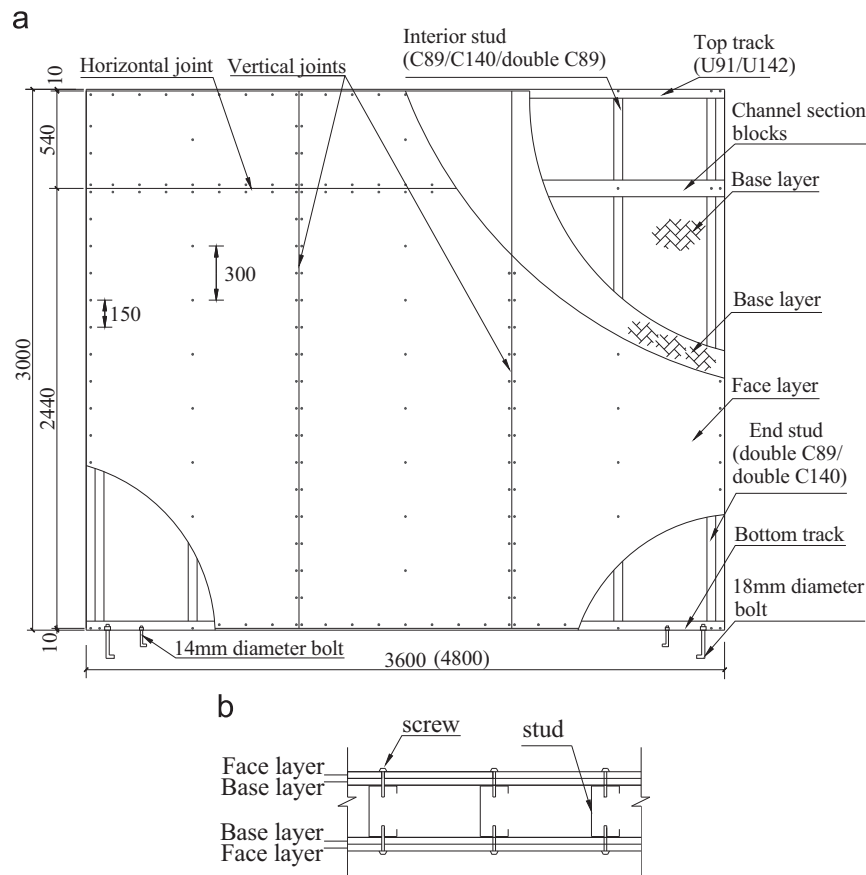 a
Interior stud
(C89/C140/double C89)
Top track
(U91/U142)
Horizontal joint
Vertical joints
Channel section
blocks
Base layer
Base layer
Face layer
End stud
(double C89/
double C140)
Bottom track
18mm diameter
bolt
14mm diameter bolt
10
540
3000
2440
10
300
150
3600 (4800)
b
screw
stud
Face layer
Base layer
Base layer
Face layer